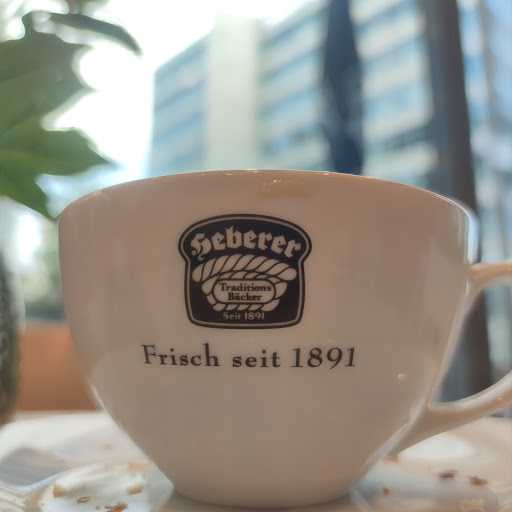 Heberer
Traditions
Bäcker
Seit 1891
Frisch seit 1891